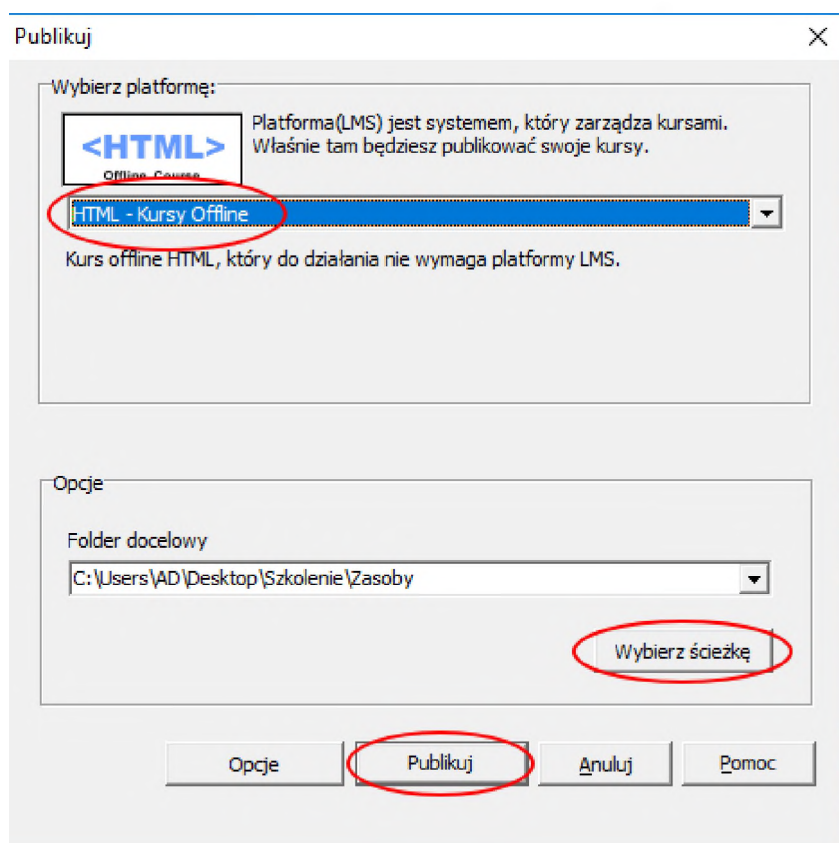 Publikuj
Wybierz platformę:
<HTML>
Offline Course
Platforma(LMS) jest systemem, który zarządza kursami.
Właśnie tam będziesz publikować swoje kursy.
HTML - Kursy Offline
Kurs offline HTML, który do działania nie wymaga platformy LMS.
Opcje
Folder docelowy
C:\Users\AD\Desktop\Szkolenie\Zasoby
Wybierz ścieżkę
Opcje
Publikuj
Anuluj
Pomoc